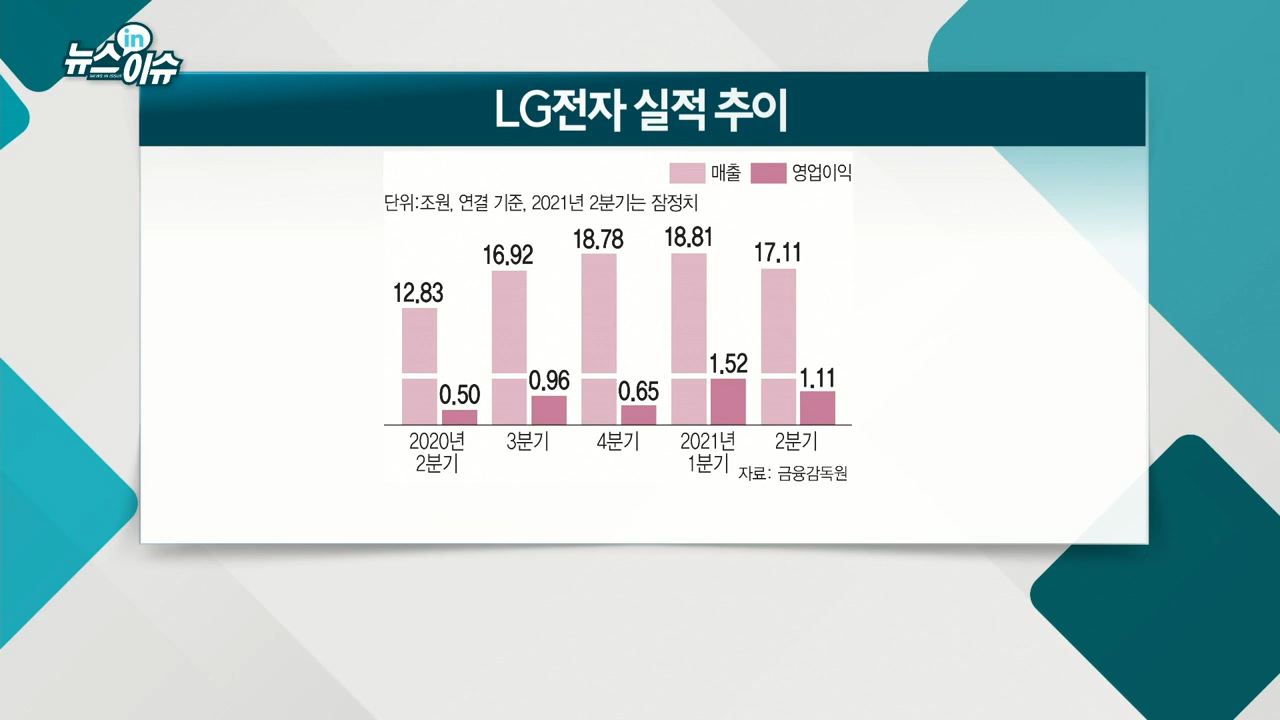 뉴스in이슈
NEWS IN ISSUE
LG전자 실적 추이
매출 영업이익
단위:조원, 연결 기준, 2021년 2분기는 잠정치
12.83 0.50 16.92 0.96 18.78 0.65 18.81 1.52 17.11 1.11
2020년 3분기 4분기 2021년 2분기
2분기 1분기
자료: 금융감독원